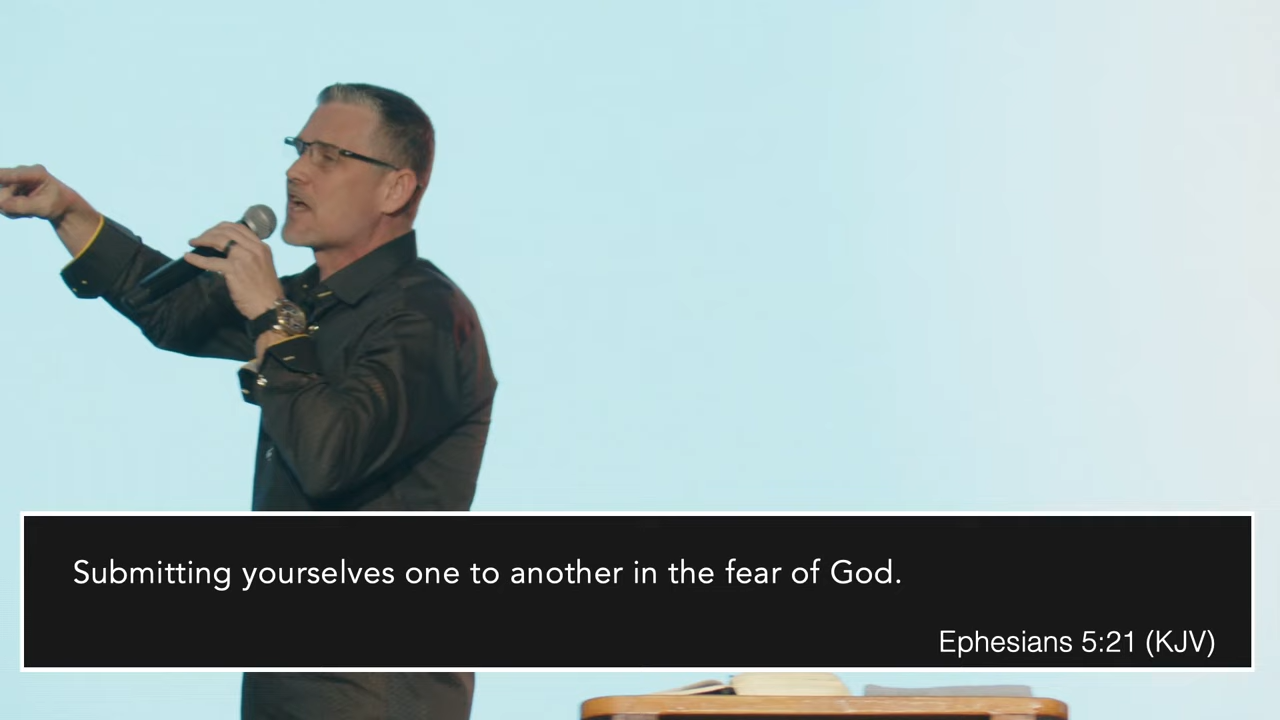 Submitting yourselves one to another in the fear of God.
Ephesians 5:21 (KJV)